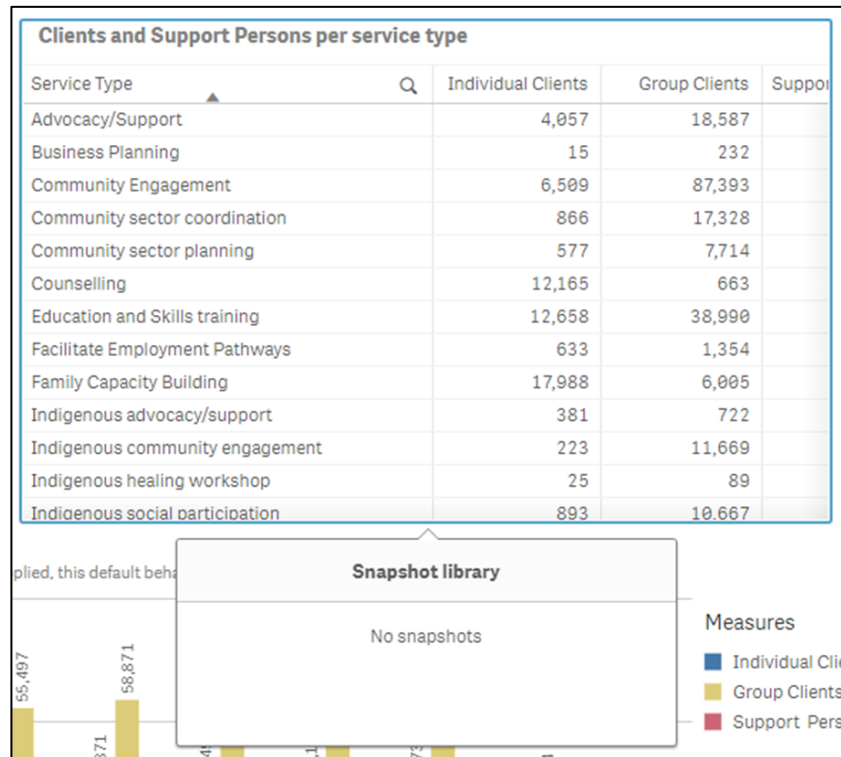 Clients and Support Persons per service type
Service Type Individual Clients Group Clients Suppor
Advocacy/Support 4,057 18,587
Business Planning 15 232
Community Engagement 6,509 87,393
Community sector coordination 866 17,328
Community sector planning 577 7,714
Counselling 12,165 663
Education and Skills training 12,658 38,990
Facilitate Employment Pathways 633 1,354
Family Capacity Building 17,988 6,005
Indigenous advocacy/support 381 722
Indigenous community engagement 223 11,669
Indigenous healing workshop 25 89
Indigenous social participation 893 10,667
plied, this default beha
Snapshot library
No snapshots
Measures
Individual Clie
Group Clients
Support Pers
55,497
58,871